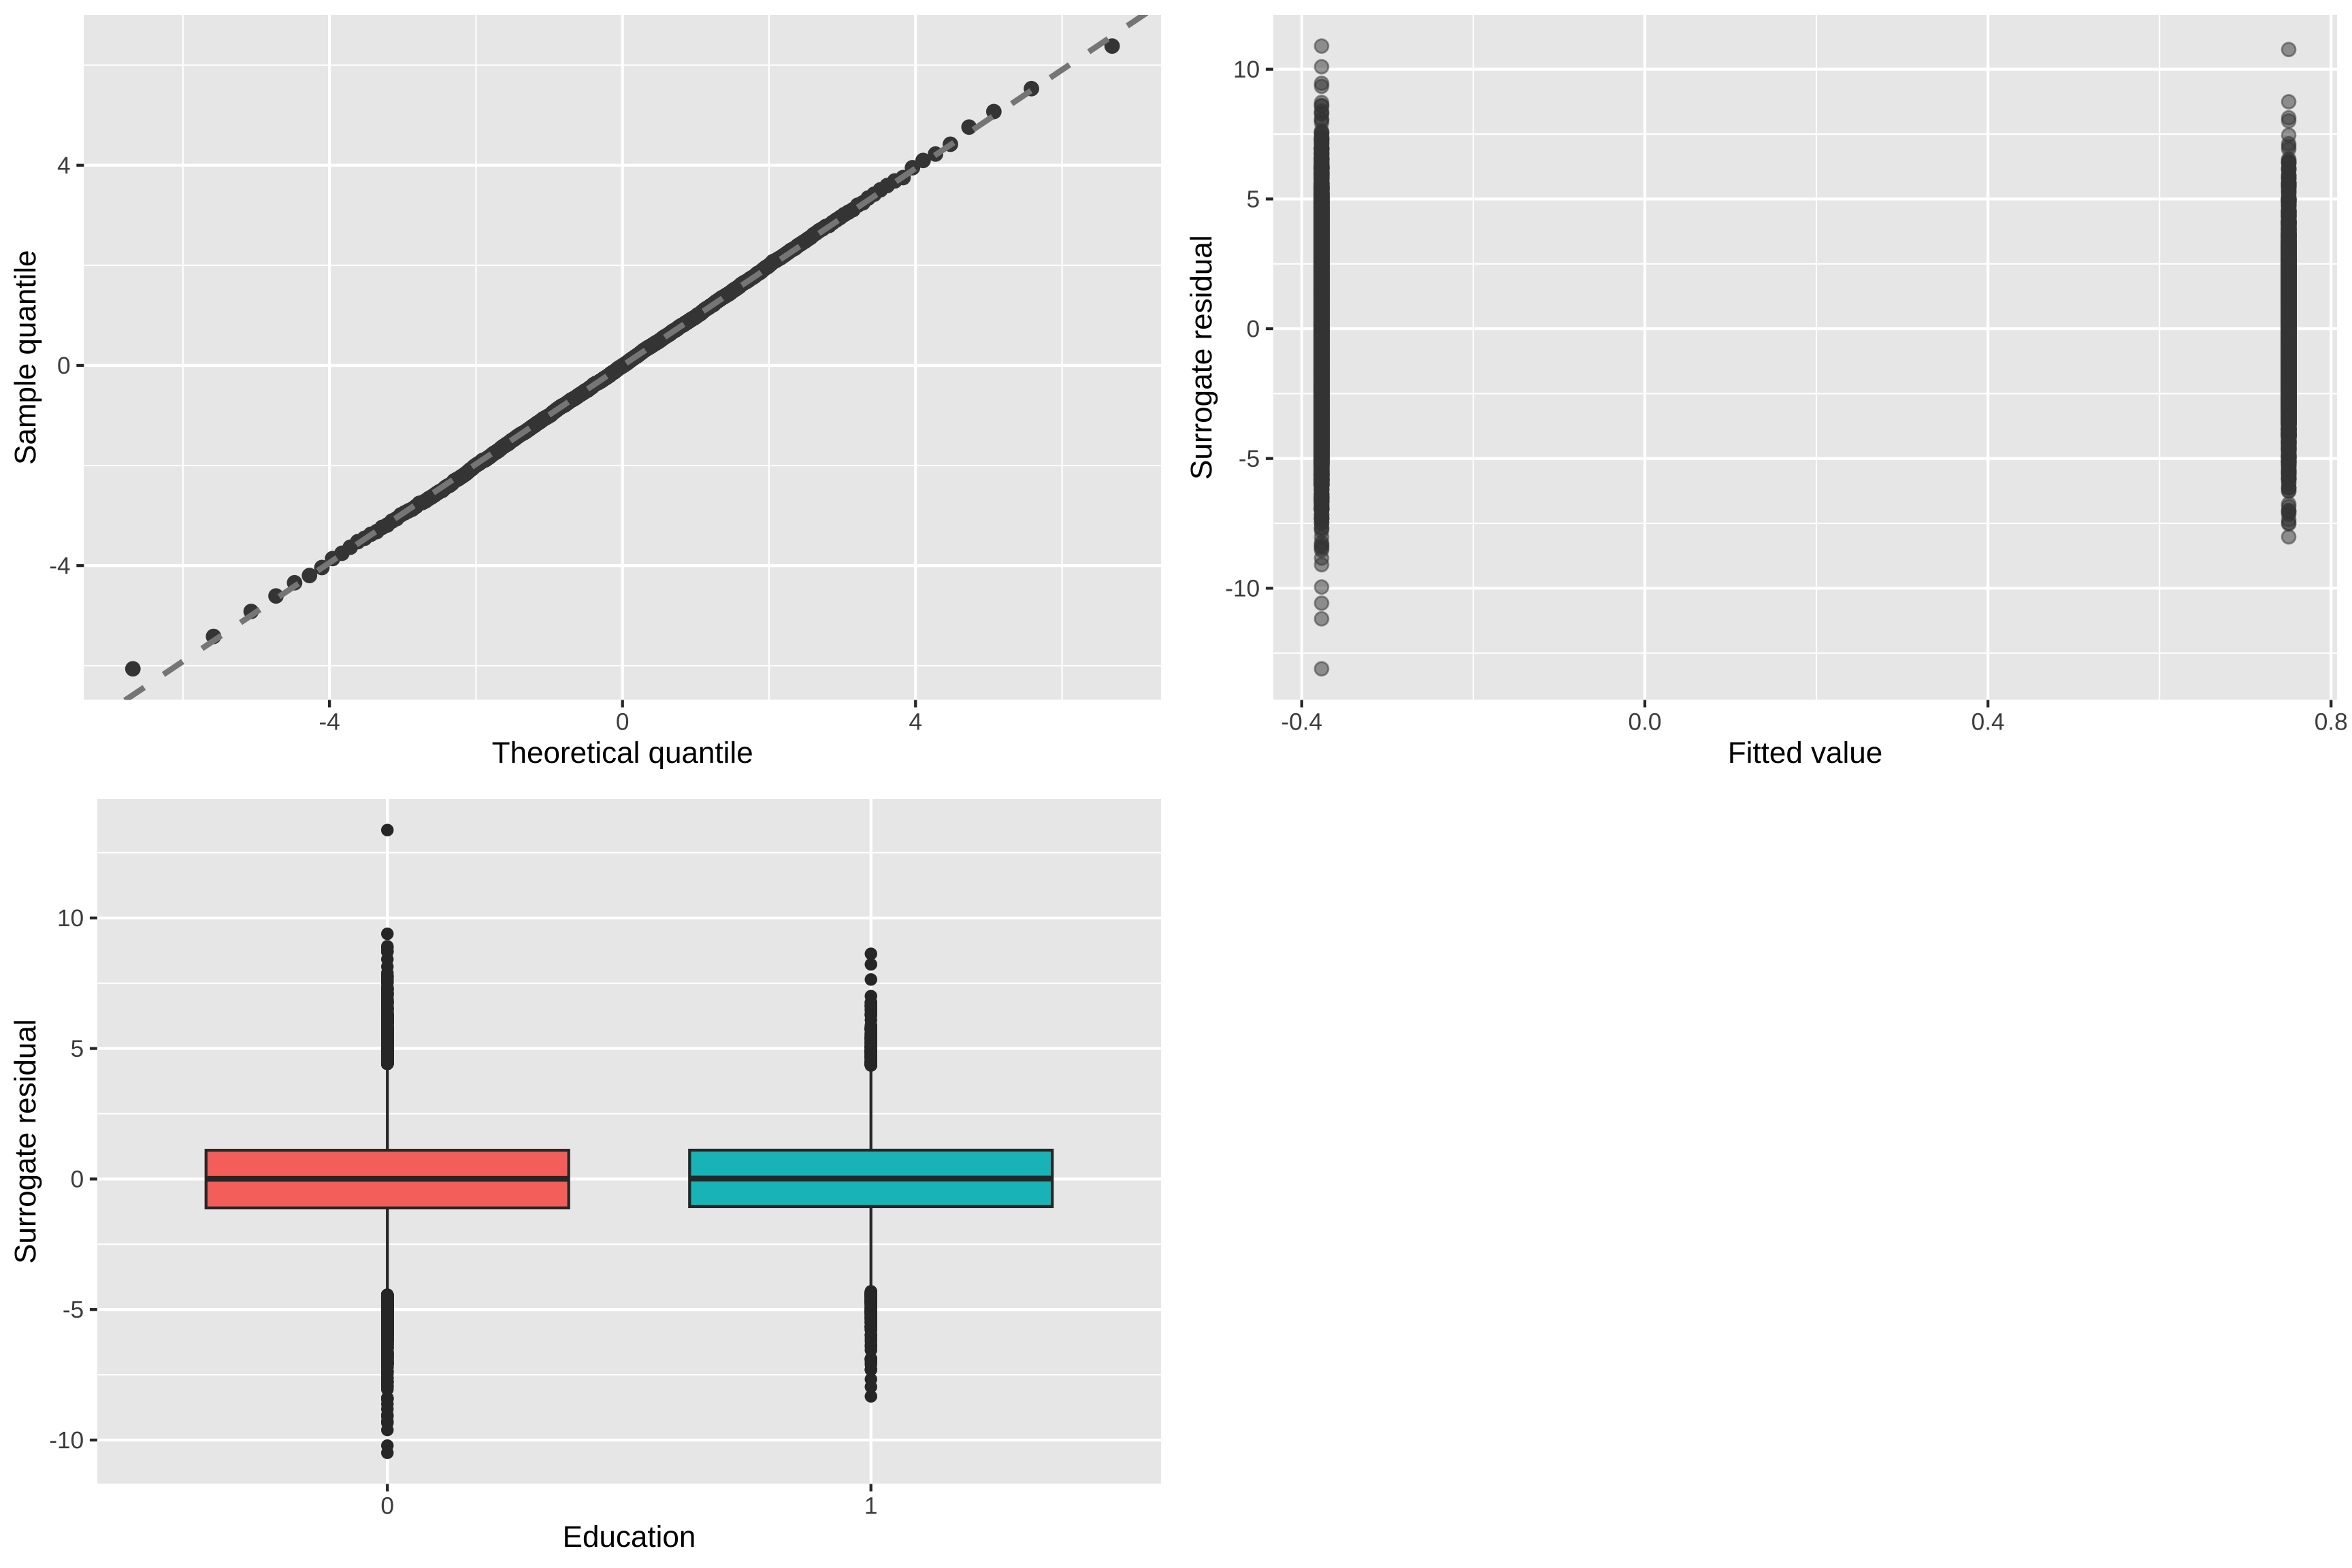 Sample quantile
4
0
-4
-4 0 4
Theoretical quantile
Surrogate residual
10
5
0
-5
-10
-0.4 0.0 0.4 0.8
Fitted value
Surrogate residual
10
5
0
-5
-10
0 1
Education